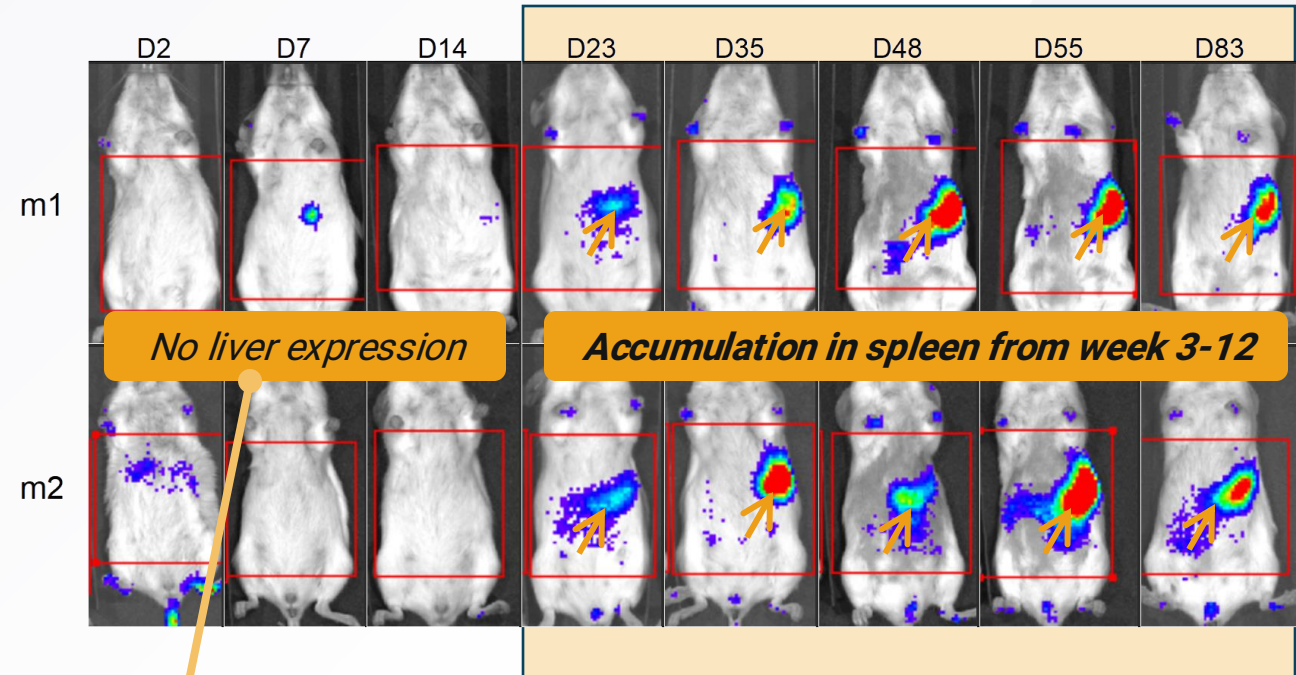 D2 D7 D14 D23 D35 D48 D55 D83
m1
No liver expression Accumulation in spleen from week 3-12
m2